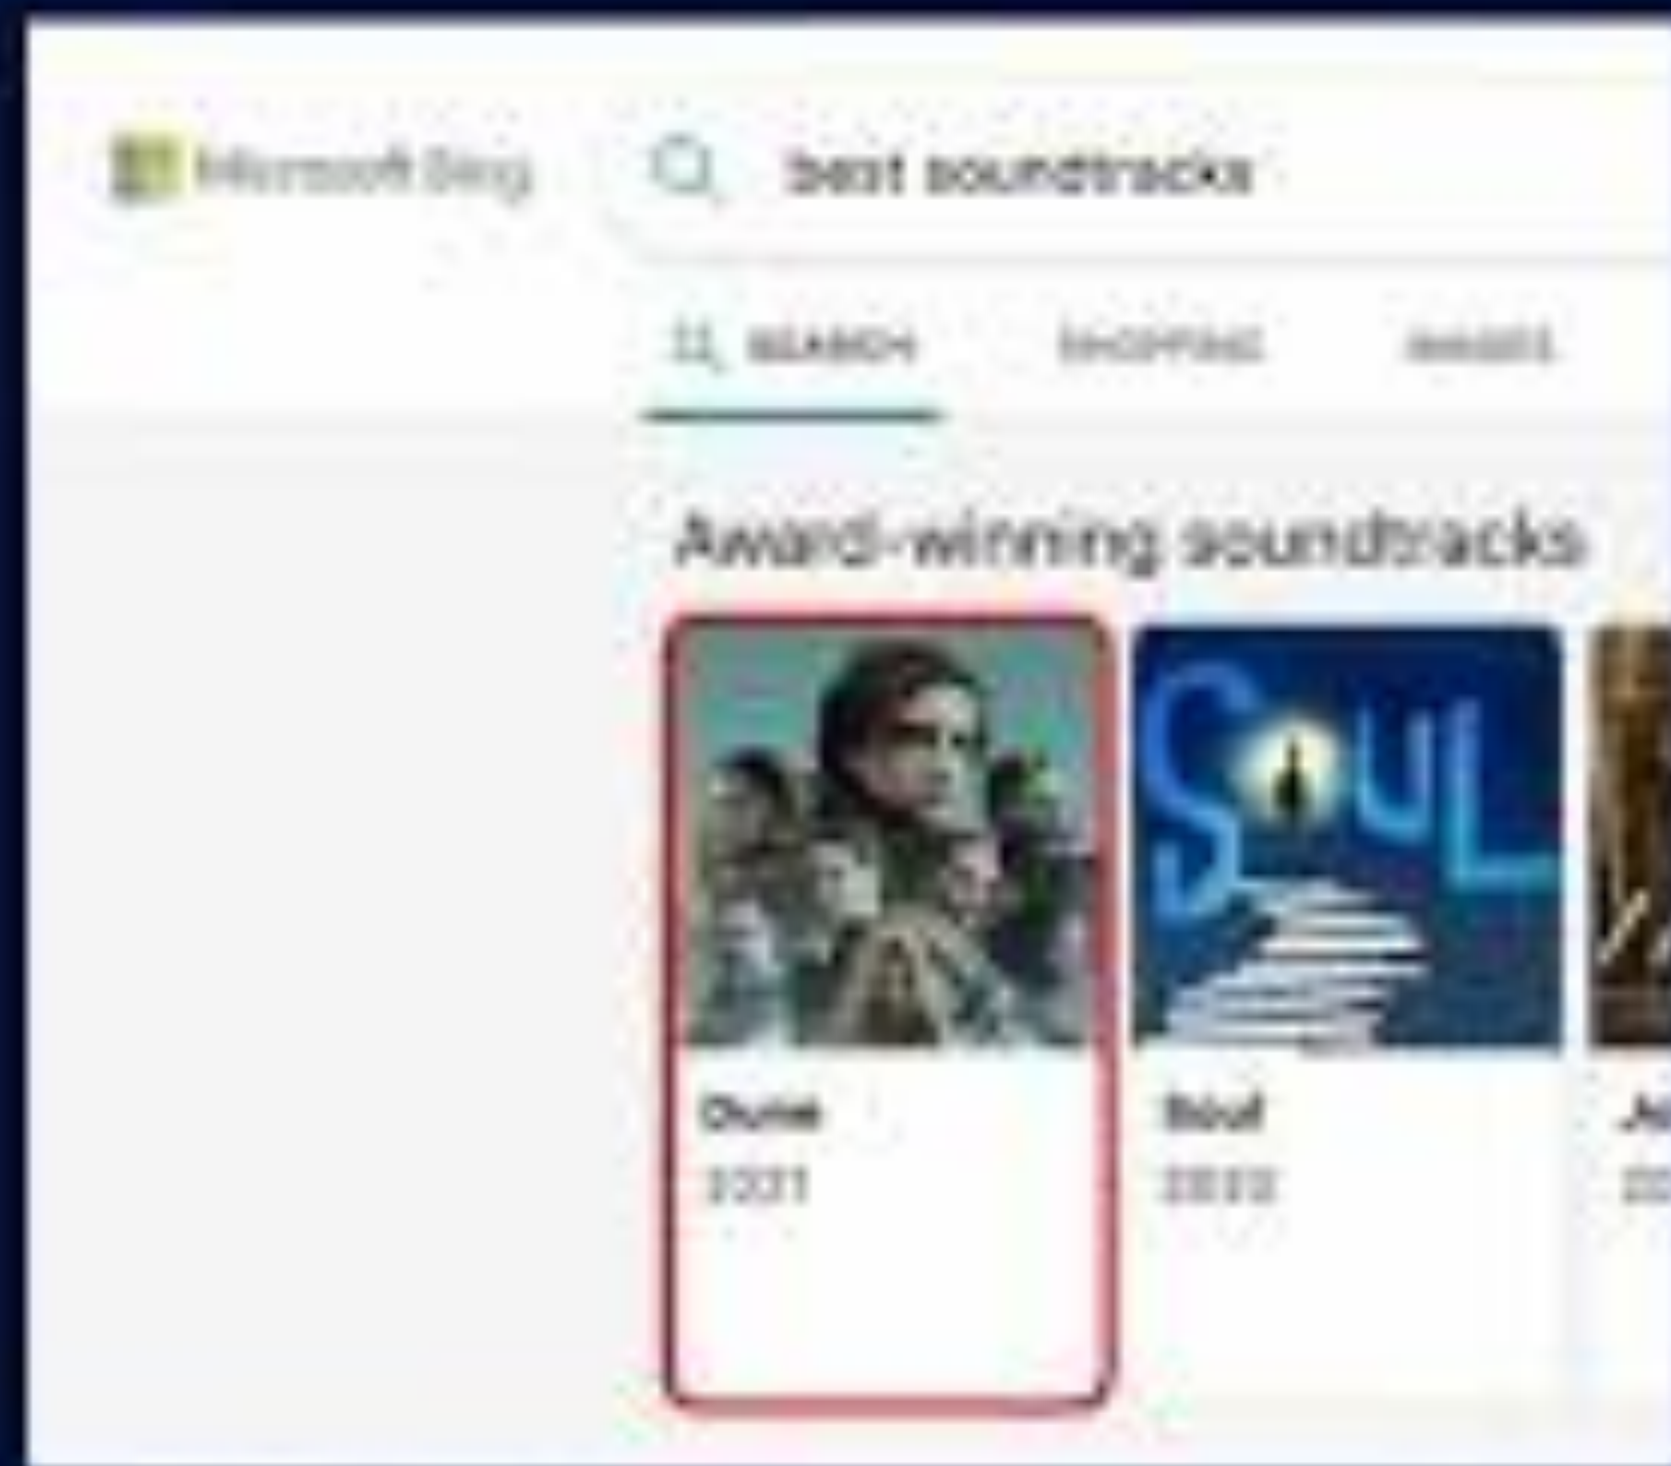 Microsoft Bing
best soundtracks
SEARCH SHOPPING IMAGES
Award-winning soundtracks
SOUL
Dune Soul
2021 2020